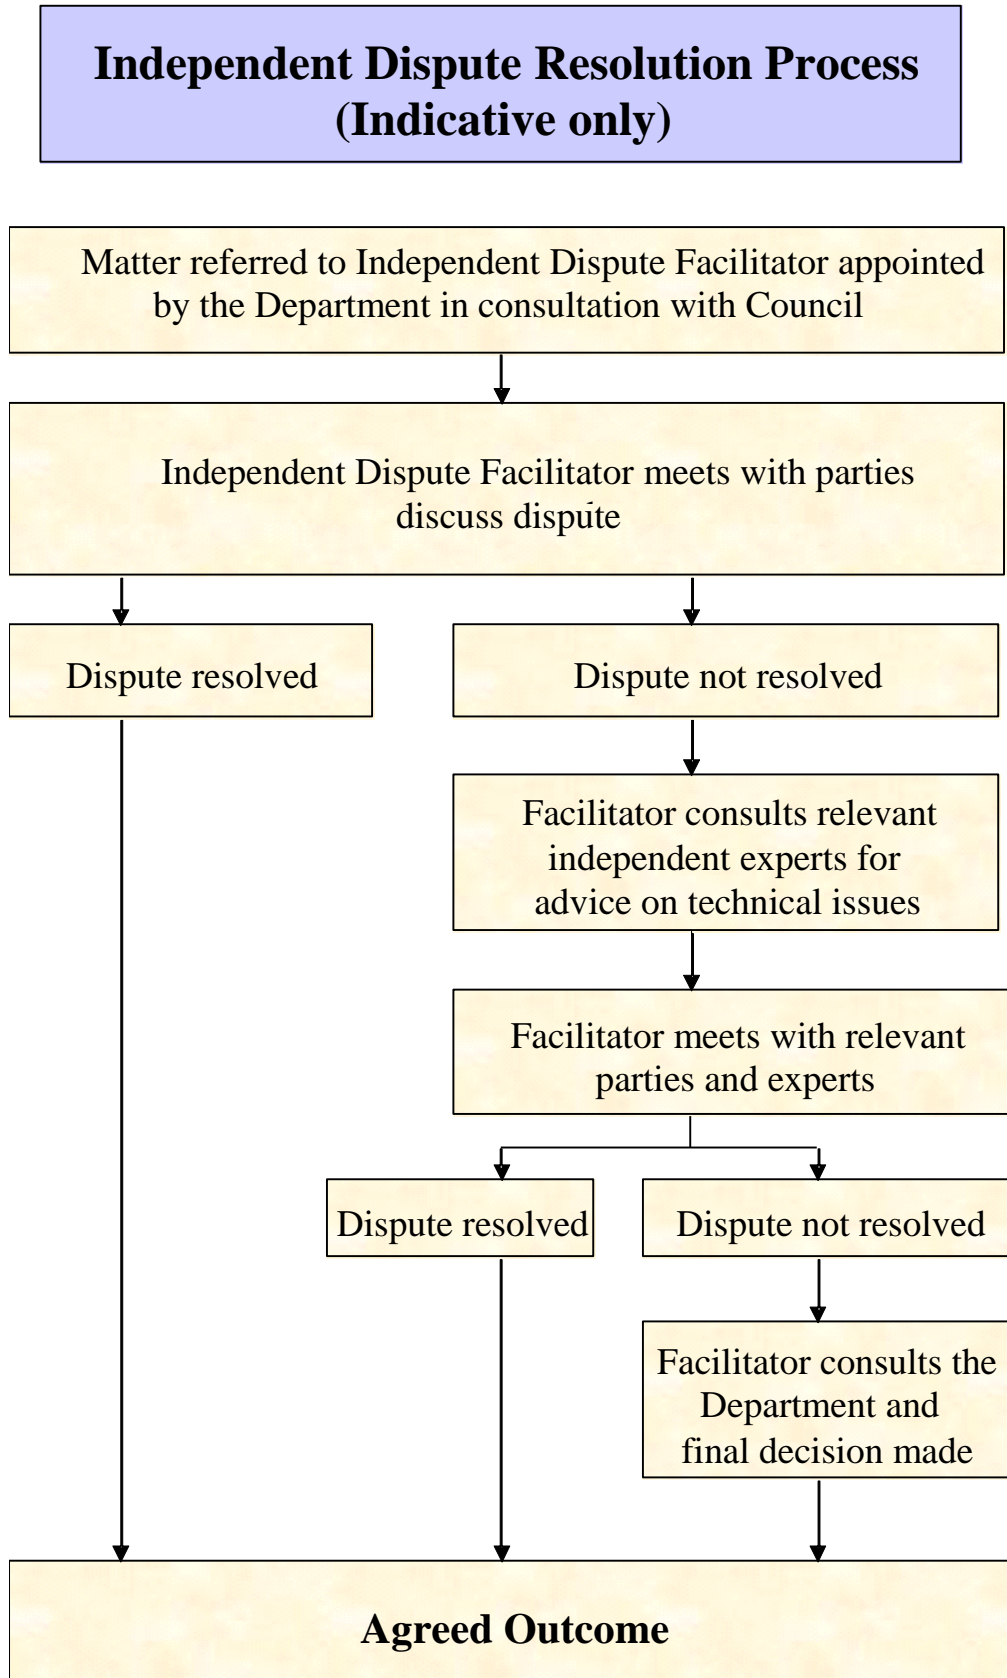 Independent Dispute Resolution Process
(Indicative only)
Matter referred to Independent Dispute Facilitator appointed
by the Department in consultation with Council
Independent Dispute Facilitator meets with parties
discuss dispute
Dispute resolved
Dispute not resolved
Facilitator consults relevant
independent experts for
advice on technical issues
Facilitator meets with relevant
parties and experts
Dispute resolved
Dispute not resolved
Facilitator consults the
Department and
final decision made
Agreed Outcome